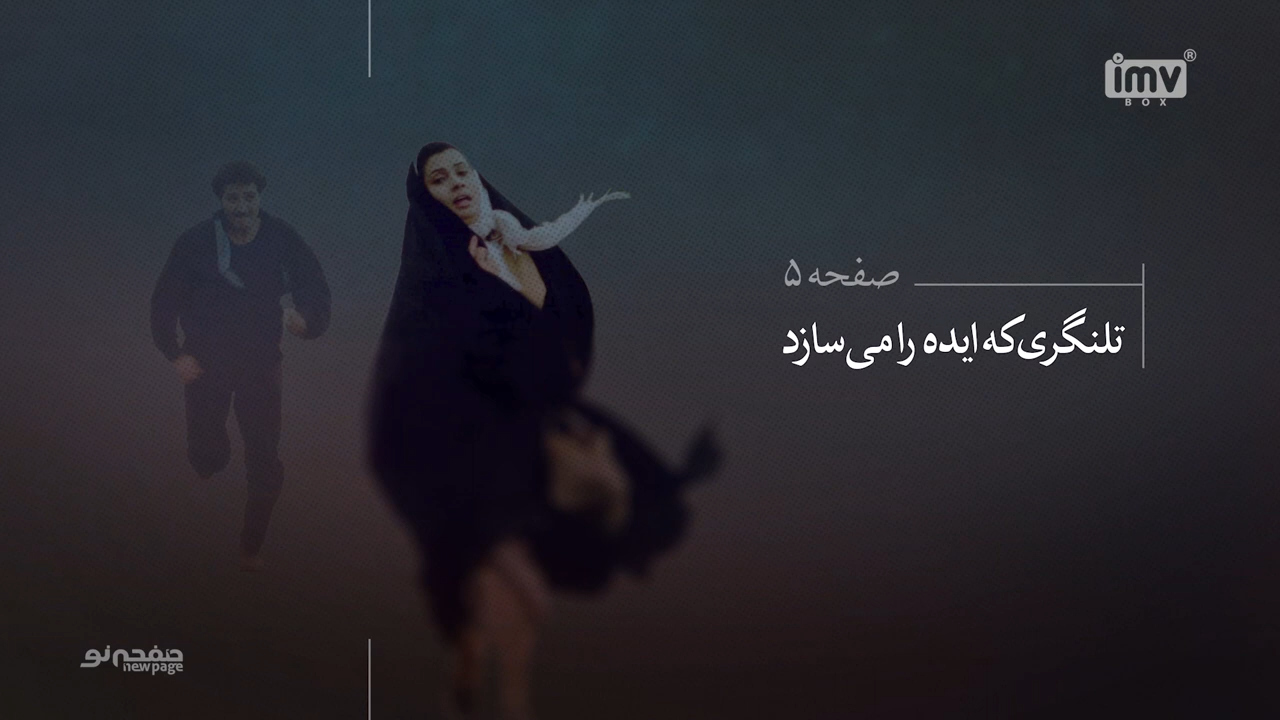 imv®
BOX
صفحه ۵
تلنگری که ایده را می‌سازد
صفحه نو
newpage